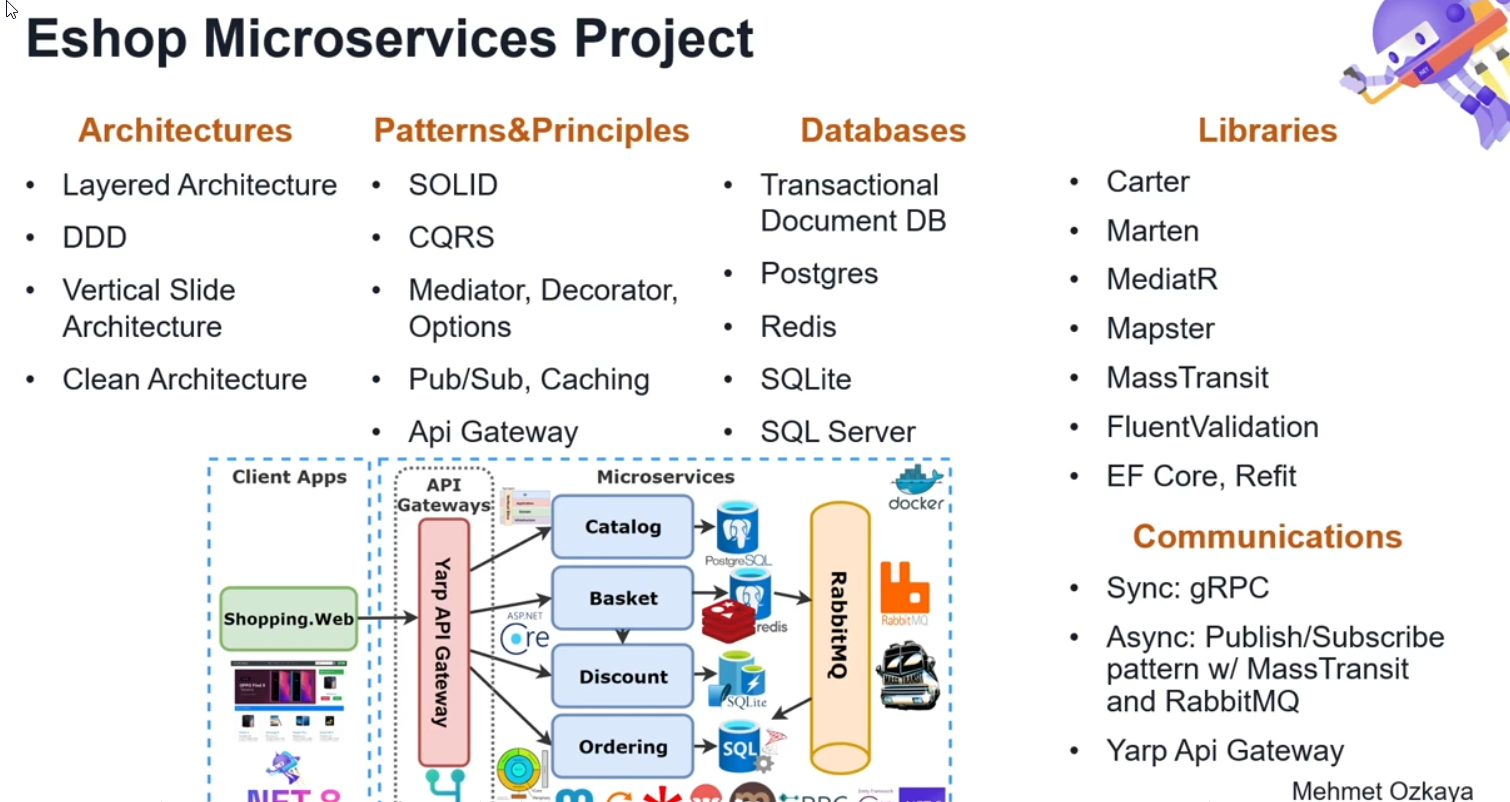 Eshop Microservices Project
Architectures
• Layered Architecture
• DDD
• Vertical Slide
Architecture
• Clean Architecture
Patterns&Principles
• SOLID
• CQRS
• Mediator, Decorator,
Options
• Pub/Sub, Caching
• Api Gateway
Databases
• Transactional
Document DB
• Postgres
• Redis
• SQLite
• SQL Server
Libraries
• Carter
• Marten
• MediatR
• Mapster
• MassTransit
• FluentValidation
• EF Core, Refit
Communications
• Sync: gRPC
• Async: Publish/Subscribe
pattern w/ MassTransit
and RabbitMQ
• Yarp Api Gateway
Mehmet Ozkaya
Client Apps
Shopping.Web
API
Gateways
Yarp API Gateway
Microservices
docker
Catalog
PostgreSQL
Basket
redis
ASP.NET
Core
Discount
SQLite
Ordering
SQL
RabbitMQ
RabbitMQ
MASS TRANSIT
.NET
NET 8